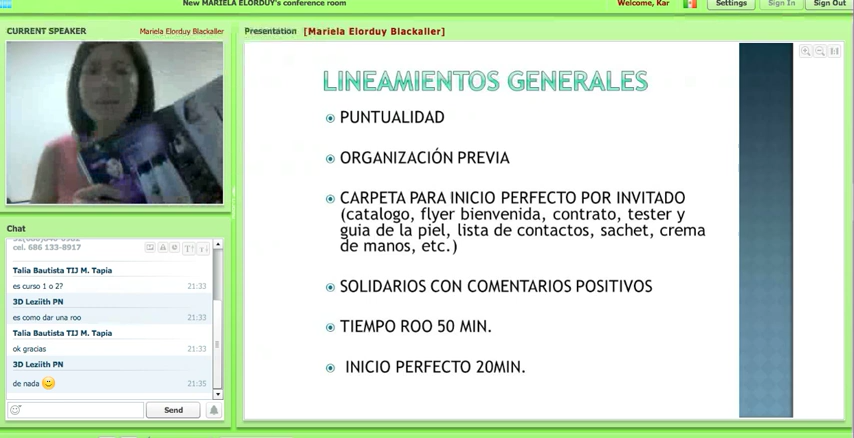 New MARIELA ELORDUY's conference room
Welcome, Kar
Settings
Sign In
Sign Out
CURRENT SPEAKER
Mariela Elorduy Blackaller
Presentation [Mariela Elorduy Blackaller]
LINEAMIENTOS GENERALES
PUNTUALIDAD
ORGANIZACIÓN PREVIA
CARPETA PARA INICIO PERFECTO POR INVITADO
(catalogo, flyer bienvenida, contrato, tester y
guia de la piel, lista de contactos, sachet, crema
de manos, etc.)
SOLIDARIOS CON COMENTARIOS POSITIVOS
TIEMPO ROO 50 MIN.
INICIO PERFECTO 20MIN.
Chat
cel. 686 133-8917
Talia Bautista TIJ M. Tapia
es curso 1 o 2? 21:33
3D Leziith PN
es como dar una roo 21:33
Talia Bautista TIJ M. Tapia
ok gracias 21:33
3D Leziith PN
de nada 21:35
Send